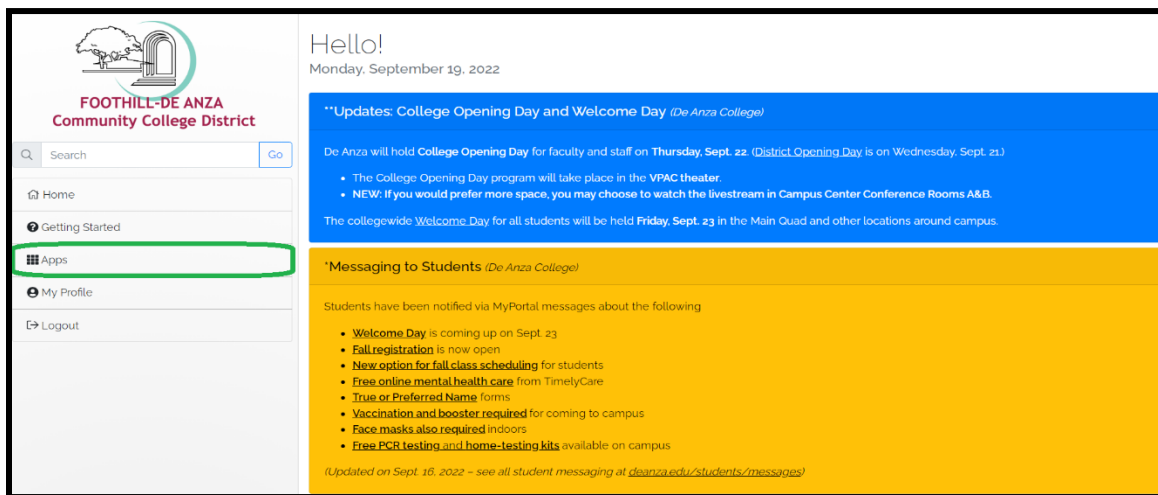 FOOTHILL-DE ANZA
Community College District
Search
Go
Home
Getting Started
Apps
My Profile
Logout
Hello!
Monday, September 19, 2022
**Updates: College Opening Day and Welcome Day (De Anza College)
De Anza will hold College Opening Day for faculty and staff on Thursday, Sept. 22. (District Opening Day is on Wednesday, Sept. 21.)
• The College Opening Day program will take place in the VPAC theater.
• NEW: If you would prefer more space, you may choose to watch the livestream in Campus Center Conference Rooms A&B.
The collegewide Welcome Day for all students will be held Friday, Sept. 23 in the Main Quad and other locations around campus.
*Messaging to Students (De Anza College)
Students have been notified via MyPortal messages about the following
• Welcome Day is coming up on Sept. 23
• Fall registration is now open
• New option for fall class scheduling for students
• Free online mental health care from TimelyCare
• True or Preferred Name forms
• Vaccination and booster required for coming to campus
• Face masks also required indoors
• Free PCR testing and home-testing kits available on campus
(Updated on Sept. 16, 2022 – see all student messaging at deanza.edu/students/messages)